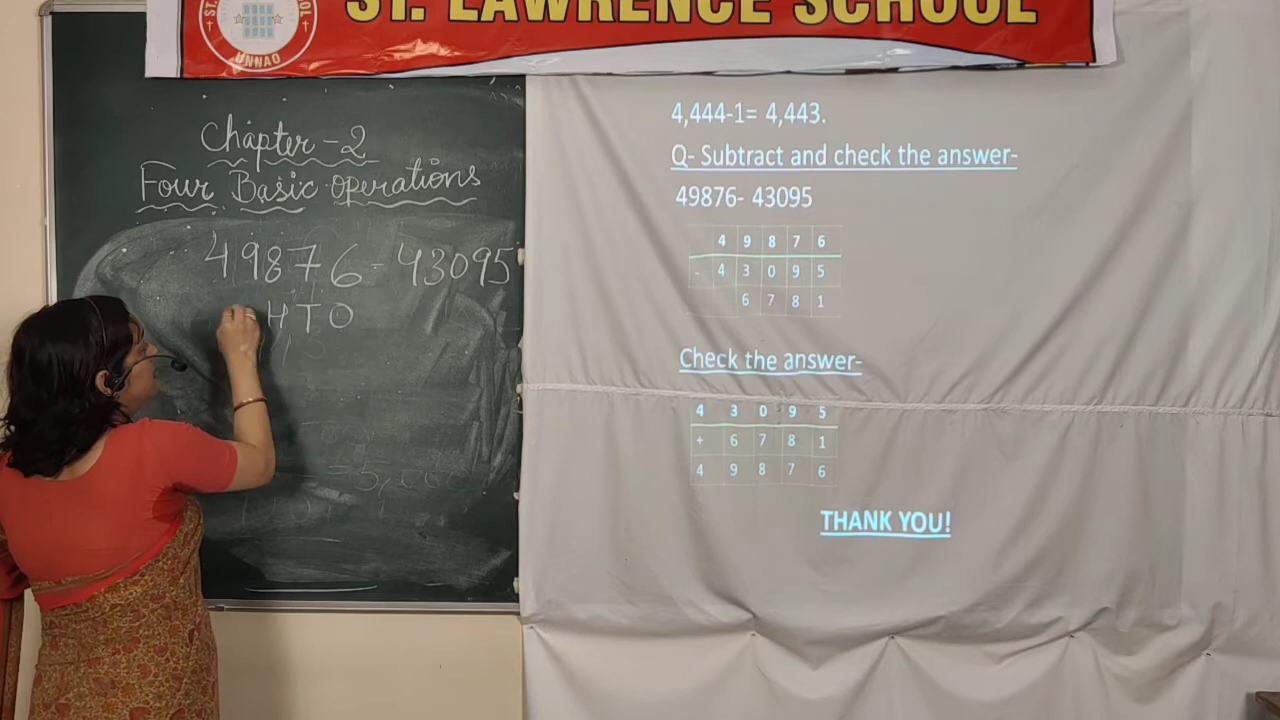 ST. LAWRENCE SCHOOL
UNNAO
Chapter - 2
Four Basic Operations
49876 - 43095
H T O
4,444-1= 4,443.
Q- Subtract and check the answer-
49876- 43095
4 9 8 7 6
- 4 3 0 9 5
6 7 8 1
Check the answer-
4 3 0 9 5
+ 6 7 8 1
4 9 8 7 6
THANK YOU!